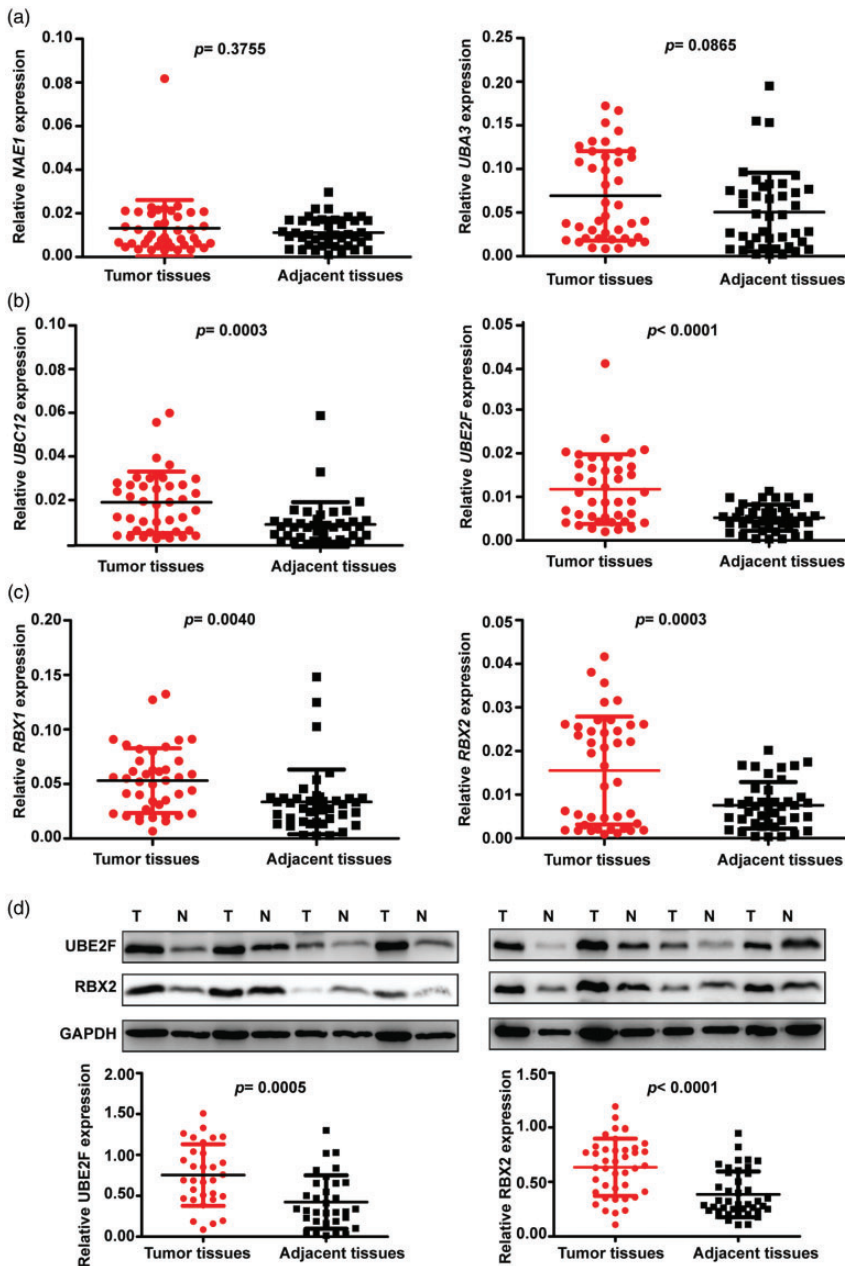 (a)
p= 0.3755
Relative NAE1 expression
0.10
0.08
0.06
0.04
0.02
0.00
Tumor tissues Adjacent tissues
p= 0.0865
Relative UBA3 expression
0.25
0.20
0.15
0.10
0.05
0.00
Tumor tissues Adjacent tissues
(b)
p= 0.0003
Relative UBC12 expression
0.10
0.08
0.06
0.04
0.02
0.00
Tumor tissues Adjacent tissues
p< 0.0001
Relative UBE2F expression
0.05
0.04
0.03
0.02
0.01
0.00
Tumor tissues Adjacent tissues
(c)
p= 0.0040
Relative RBX1 expression
0.20
0.15
0.10
0.05
0.00
Tumor tissues Adjacent tissues
p= 0.0003
Relative RBX2 expression
0.05
0.04
0.03
0.02
0.01
0.00
Tumor tissues Adjacent tissues
(d)
T N T N T N T N
T N T N T N T N
UBE2F
RBX2
GAPDH
p= 0.0005
Relative UBE2F expression
2.00
1.50
1.00
0.50
0.00
Tumor tissues Adjacent tissues
p< 0.0001
Relative RBX2 expression
1.50
1.00
0.50
0.00
Tumor tissues Adjacent tissues